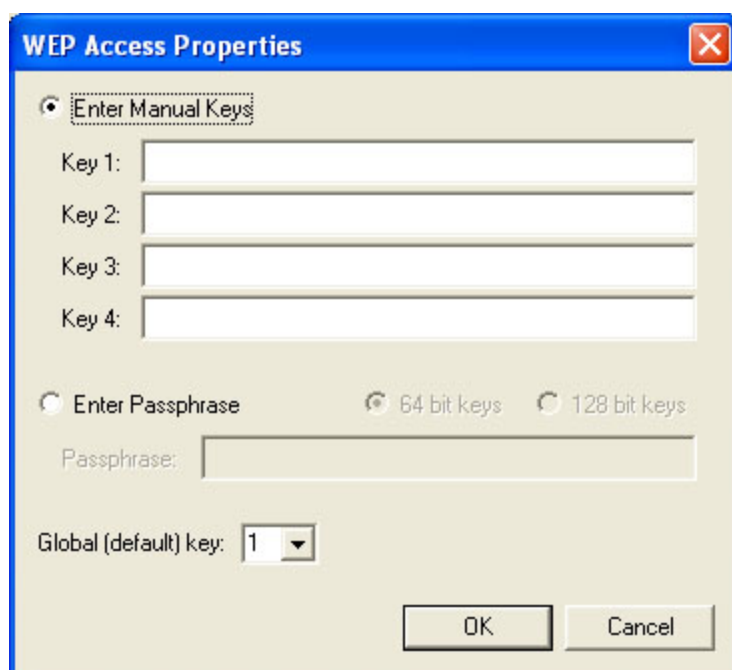 WEP Access Properties
Enter Manual Keys
Key 1:
Key 2:
Key 3:
Key 4:
Enter Passphrase 64 bit keys 128 bit keys
Passphrase:
Global (default) key: 1
OK Cancel